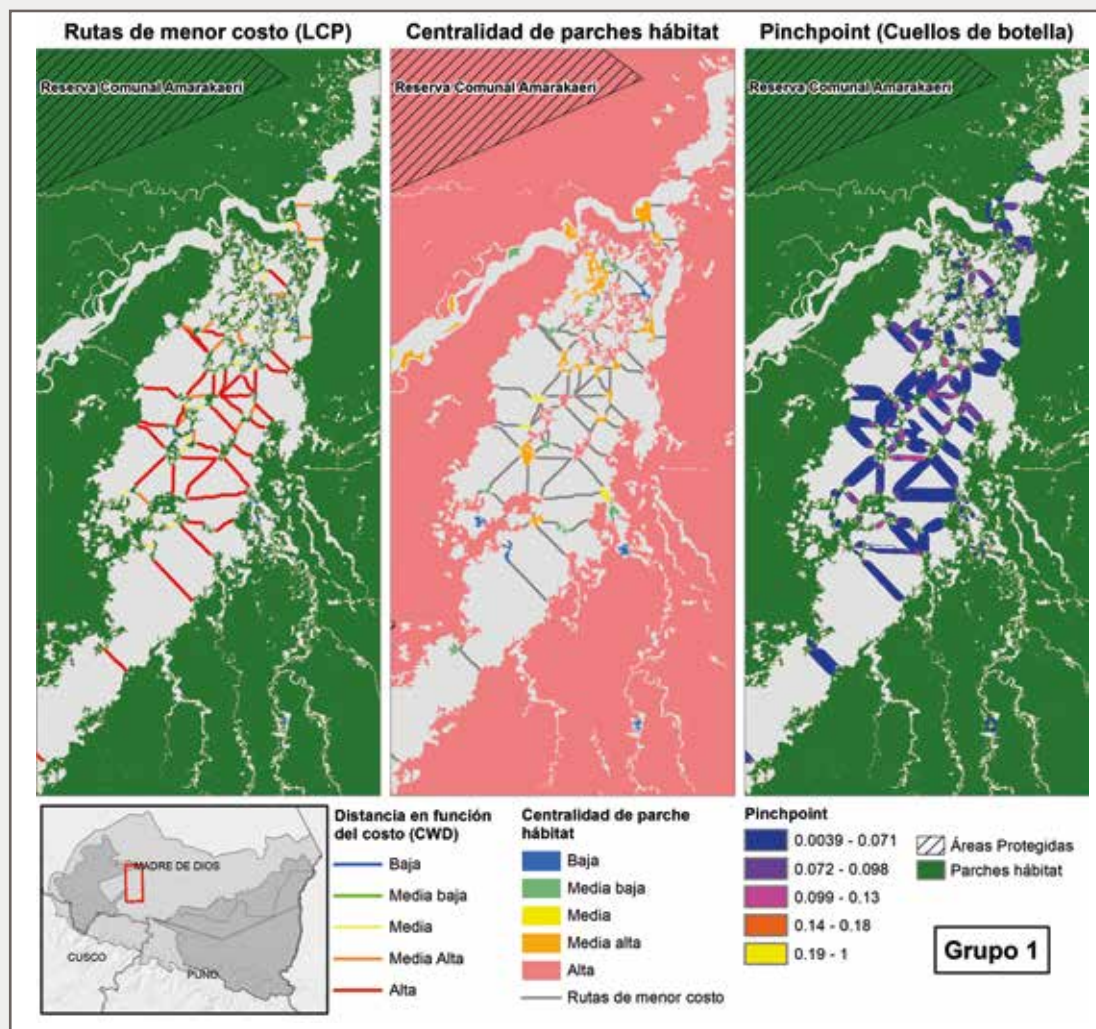 Rutas de menor costo (LCP)
Centralidad de parches hábitat
Pinchpoint (Cuellos de botella)
Reserva Comunal Amarakaeri
Reserva Comunal Amarakaeri
Reserva Comunal Amarakaeri
MADRE DE DIOS
CUSCO
PUNO
Distancia en función
del costo (CWD)
Baja
Media baja
Media
Media Alta
Alta
Centralidad de parche
hábitat
Baja
Media baja
Media
Media alta
Alta
Rutas de menor costo
Pinchpoint
0.0039 - 0.071
0.072 - 0.098
0.099 - 0.13
0.14 - 0.18
0.19 - 1
Áreas Protegidas
Parches hábitat
Grupo 1